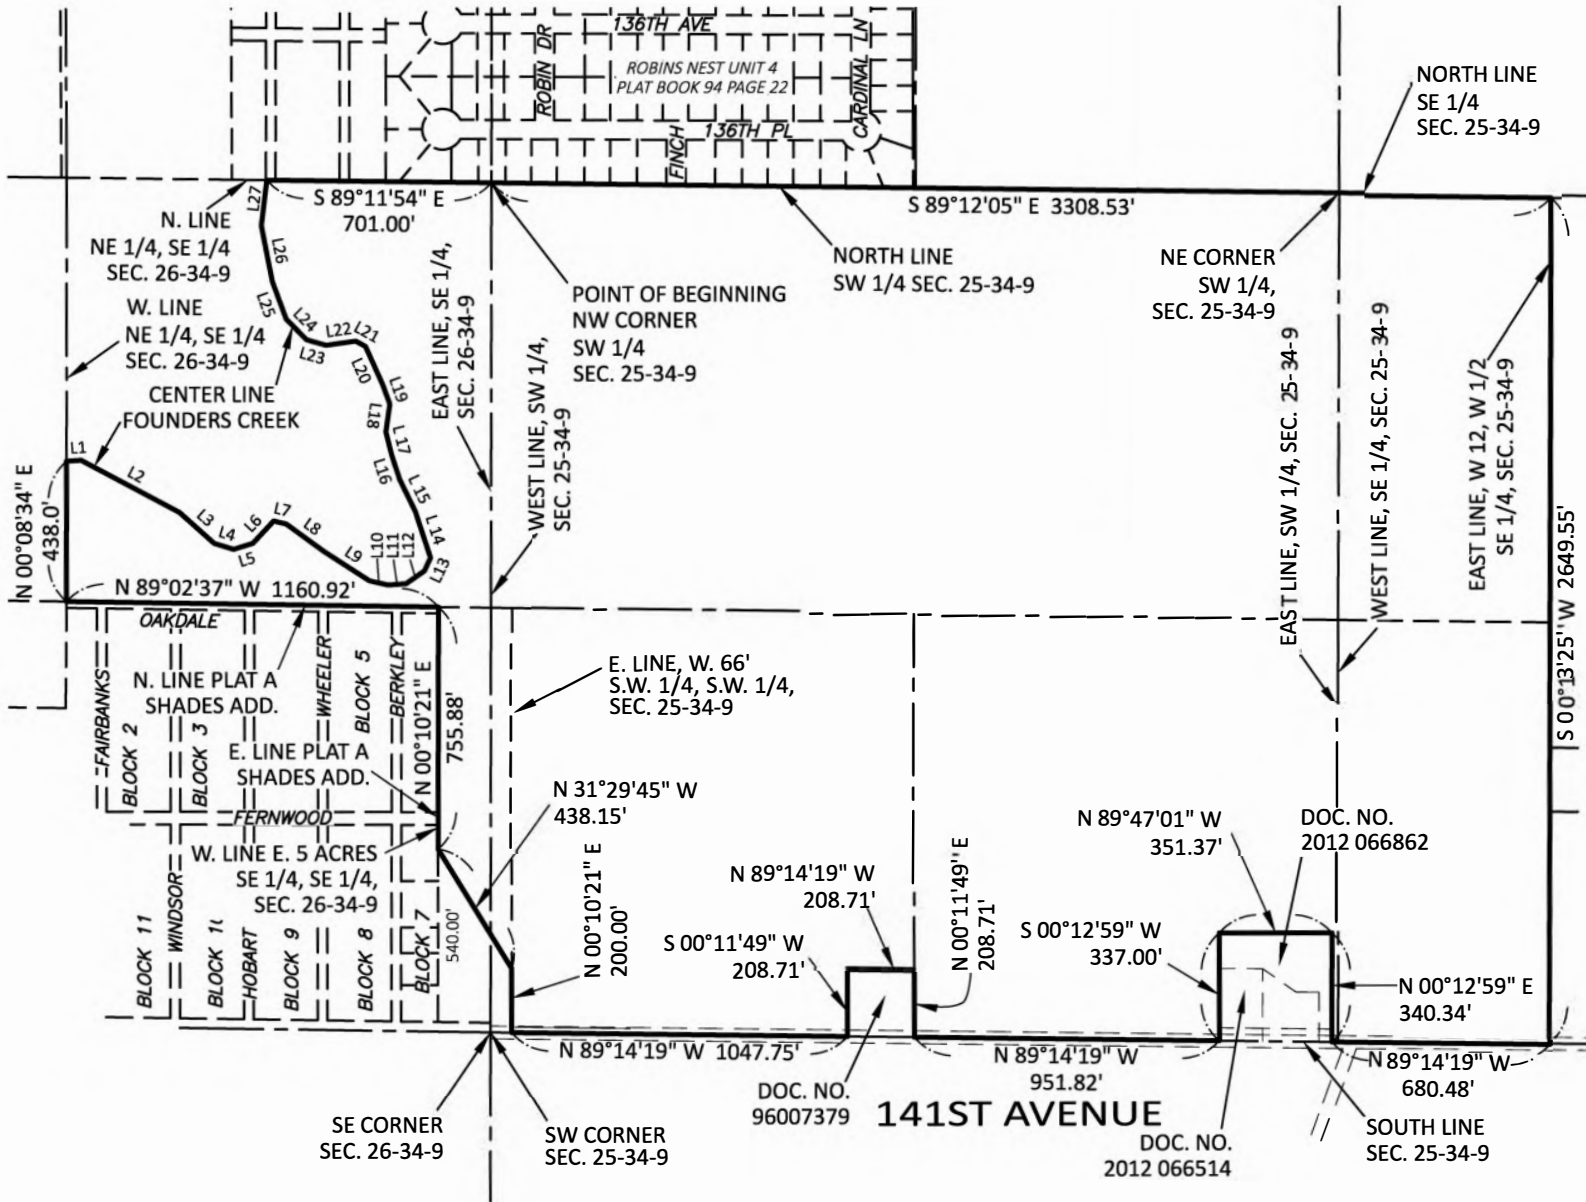 136TH AVE
ROBIN DR
CARDINAL LN
ROBINS NEST UNIT 4
PLAT BOOK 94 PAGE 22
136TH PL
FINCH
NORTH LINE
SE 1/4
SEC. 25-34-9
L27
S 89°11'54" E
701.00'
S 89°12'05" E 3308.53'
N. LINE
NE 1/4, SE 1/4
SEC. 26-34-9
L26
W. LINE
NE 1/4, SE 1/4
SEC. 26-34-9
L25
L24
L23
L22
L21
L20
L19
L18
L17
L16
L15
L14
L13
CENTER LINE
FOUNDERS CREEK
EAST LINE, SE 1/4,
SEC. 26-34-9
WEST LINE, SW 1/4,
SEC. 25-34-9
POINT OF BEGINNING
NW CORNER
SW 1/4
SEC. 25-34-9
NORTH LINE
SW 1/4 SEC. 25-34-9
NE CORNER
SW 1/4,
SEC. 25-34-9
EAST LINE, SW 1/4, SEC. 25-34-9
WEST LINE, SE 1/4, SEC. 25-34-9
EAST LINE, W 12, W 1/2
SE 1/4, SEC. 25-34-9
S 00°13'25" W 2649.55'
L1
L2
L3
L4
L5
L6
L7
L8
L9
L10
L11
L12
N 00°08'34" E
438.0'
N 89°02'37" W 1160.92'
OAKDALE
FAIRBANKS
WHEELER
BLOCK 5
BERKLEY
N. LINE PLAT A
SHADES ADD.
BLOCK 2
BLOCK 3
E. LINE PLAT A
SHADES ADD.
N 00°10'21" E
755.88'
E. LINE, W. 66'
S.W. 1/4, S.W. 1/4,
SEC. 25-34-9
FERNWOOD
N 31°29'45" W
438.15'
W. LINE E. 5 ACRES
SE 1/4, SE 1/4,
SEC. 26-34-9
BLOCK 11
WINDSOR
BLOCK 1(
HOBART
BLOCK 9
BLOCK 8
BLOCK 7
540.00'
N 00°10'21" E
200.00'
N 89°14'19" W
208.71'
S 00°11'49" W
208.71'
N 00°11'49" E
208.71'
N 89°47'01" W
351.37'
DOC. NO.
2012 066862
S 00°12'59" W
337.00'
N 00°12'59" E
340.34'
N 89°14'19" W 1047.75'
N 89°14'19" W
951.82'
N 89°14'19" W
680.48'
DOC. NO.
96007379
141ST AVENUE
DOC. NO.
2012 066514
SOUTH LINE
SEC. 25-34-9
SE CORNER
SEC. 26-34-9
SW CORNER
SEC. 25-34-9